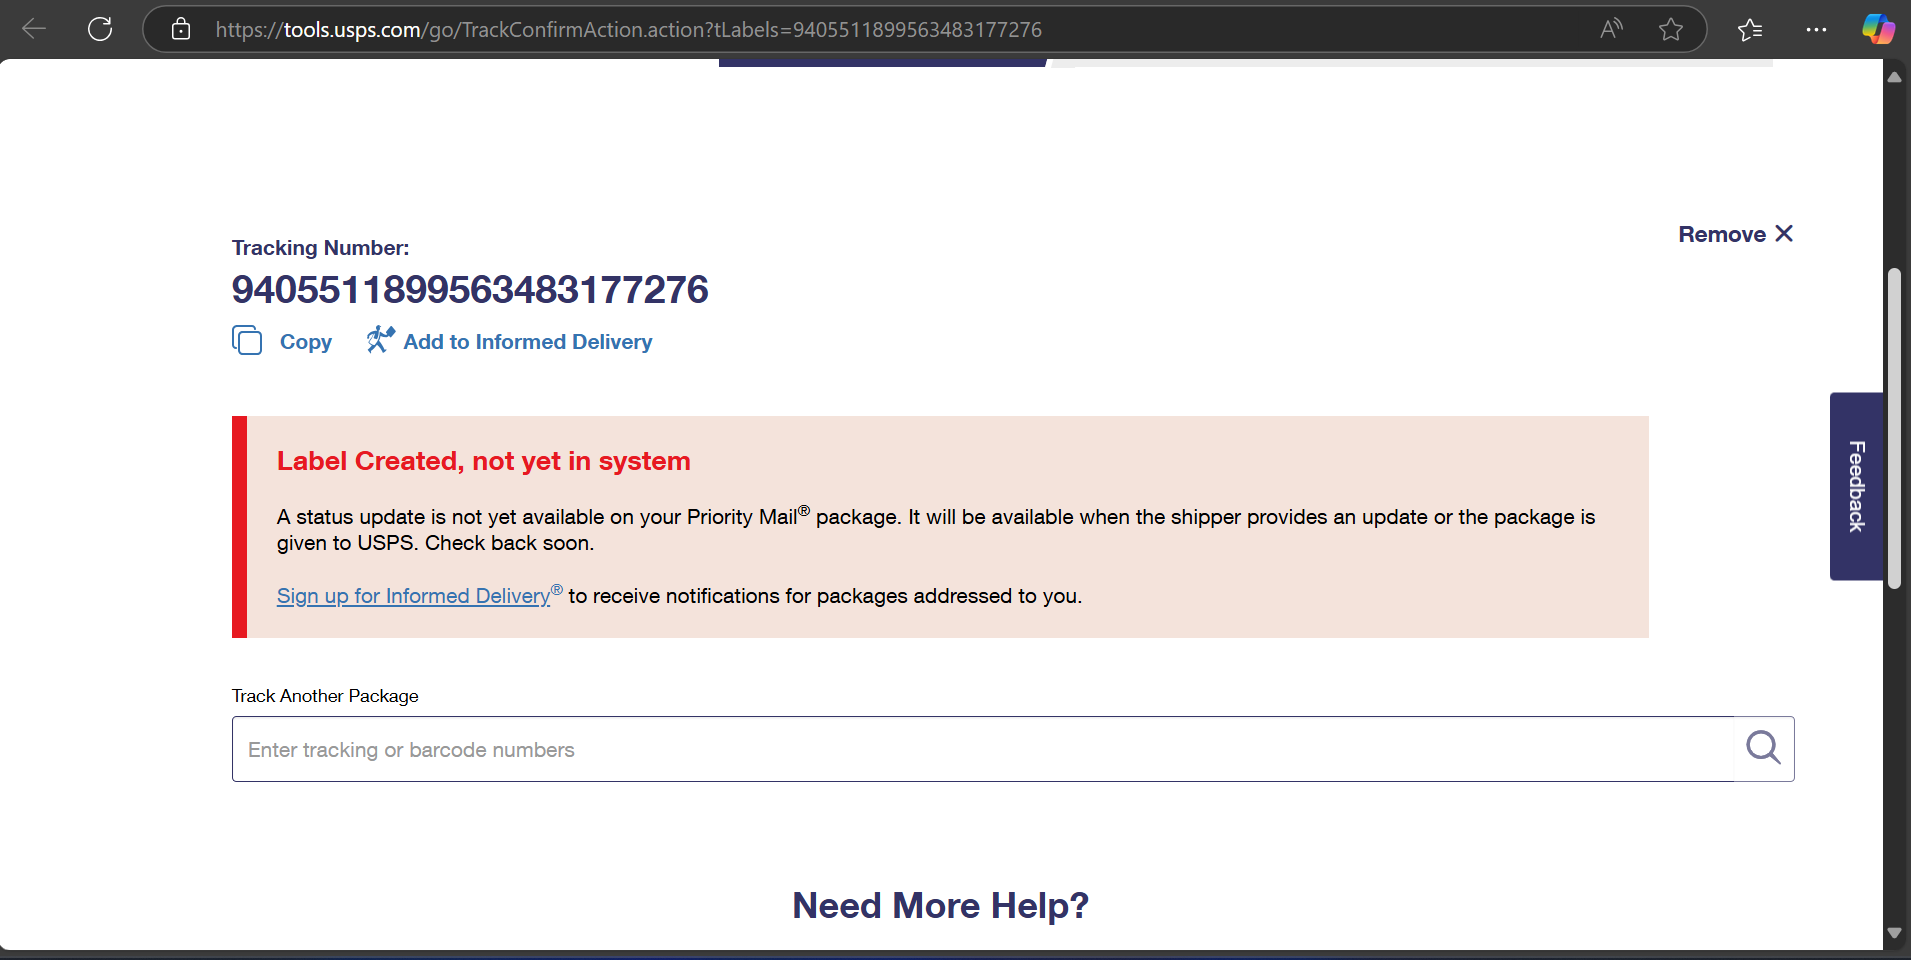 https://tools.usps.com/go/TrackConfirmAction.action?tLabels=9405511899563483177276
Remove
Tracking Number:
9405511899563483177276
Copy Add to Informed Delivery
Label Created, not yet in system
A status update is not yet available on your Priority Mail® package. It will be available when the shipper provides an update or the package is
given to USPS. Check back soon.
Sign up for Informed Delivery® to receive notifications for packages addressed to you.
Feedback
Track Another Package
Enter tracking or barcode numbers
Need More Help?